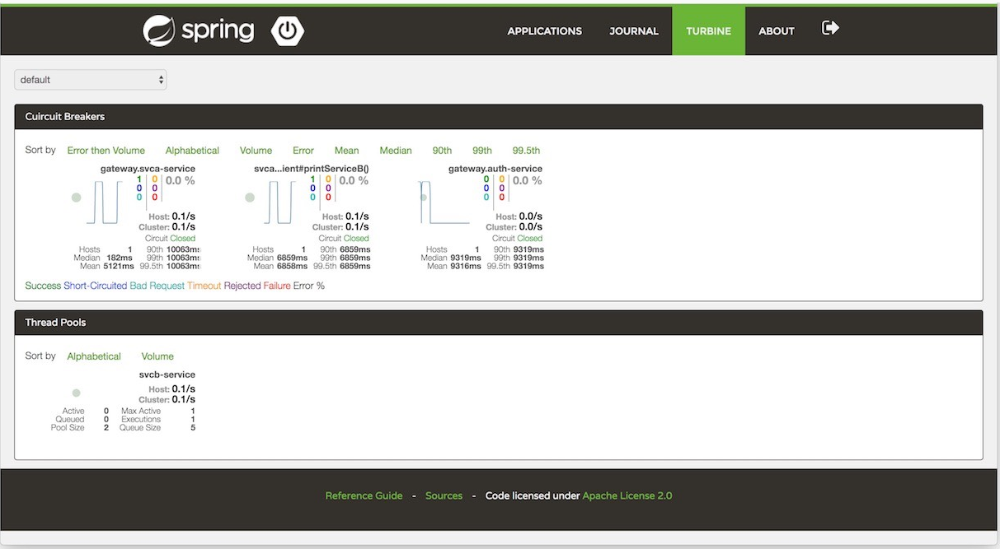 spring
APPLICATIONS JOURNAL TURBINE ABOUT
default
Cuircuit Breakers
Sort by Error then Volume Alphabetical Volume Error Mean Median 90th 99th 99.5th
gateway.svca-service svca...ient#printServiceB() gateway.auth-service
1 0 0.0 % 1 0 0.0 % 0 0 0.0 %
0 0 0 0 0 0
0 0 0 0 0 0
Host: 0.1/s Host: 0.1/s Host: 0.0/s
Cluster: 0.1/s Cluster: 0.1/s Cluster: 0.0/s
Circuit Closed Circuit Closed Circuit Closed
Hosts 1 90th 10063ms Hosts 1 90th 6859ms Hosts 1 90th 9319ms
Median 182ms 99th 10063ms Median 6859ms 99th 6859ms Median 9319ms 99th 9319ms
Mean 5121ms 99.5th 10063ms Mean 6858ms 99.5th 6859ms Mean 9316ms 99.5th 9319ms
Success Short-Circuited Bad Request Timeout Rejected Failure Error %
Thread Pools
Sort by Alphabetical Volume
svcb-service
Host: 0.1/s
Cluster: 0.1/s
Active 0 Max Active 1
Queued 0 Executions 1
Pool Size 2 Queue Size 5
Reference Guide - Sources - Code licensed under Apache License 2.0